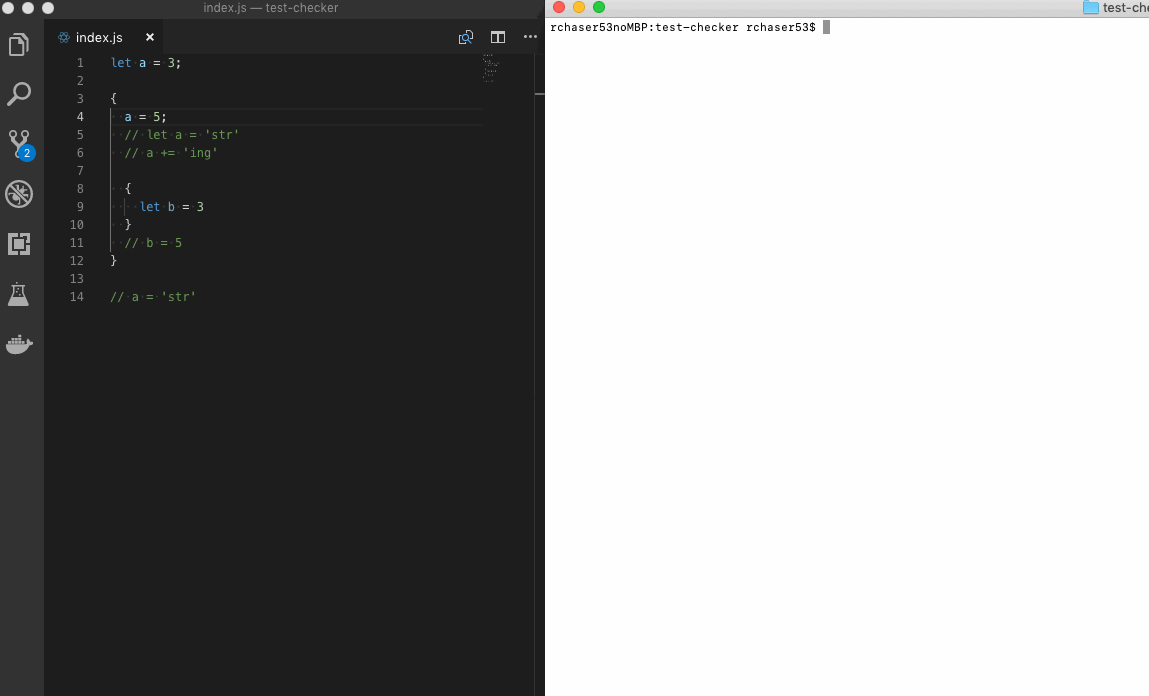 index.js — test-checker
index.js
1 let a = 3;
2
3 {
4 a = 5;
5 // let a = 'str'
6 // a += 'ing'
7
8 {
9 let b = 3
10 }
11 // b = 5
12 }
13
14 // a = 'str'
2
test-che
rchaser53noMBP:test-checker rchaser53$